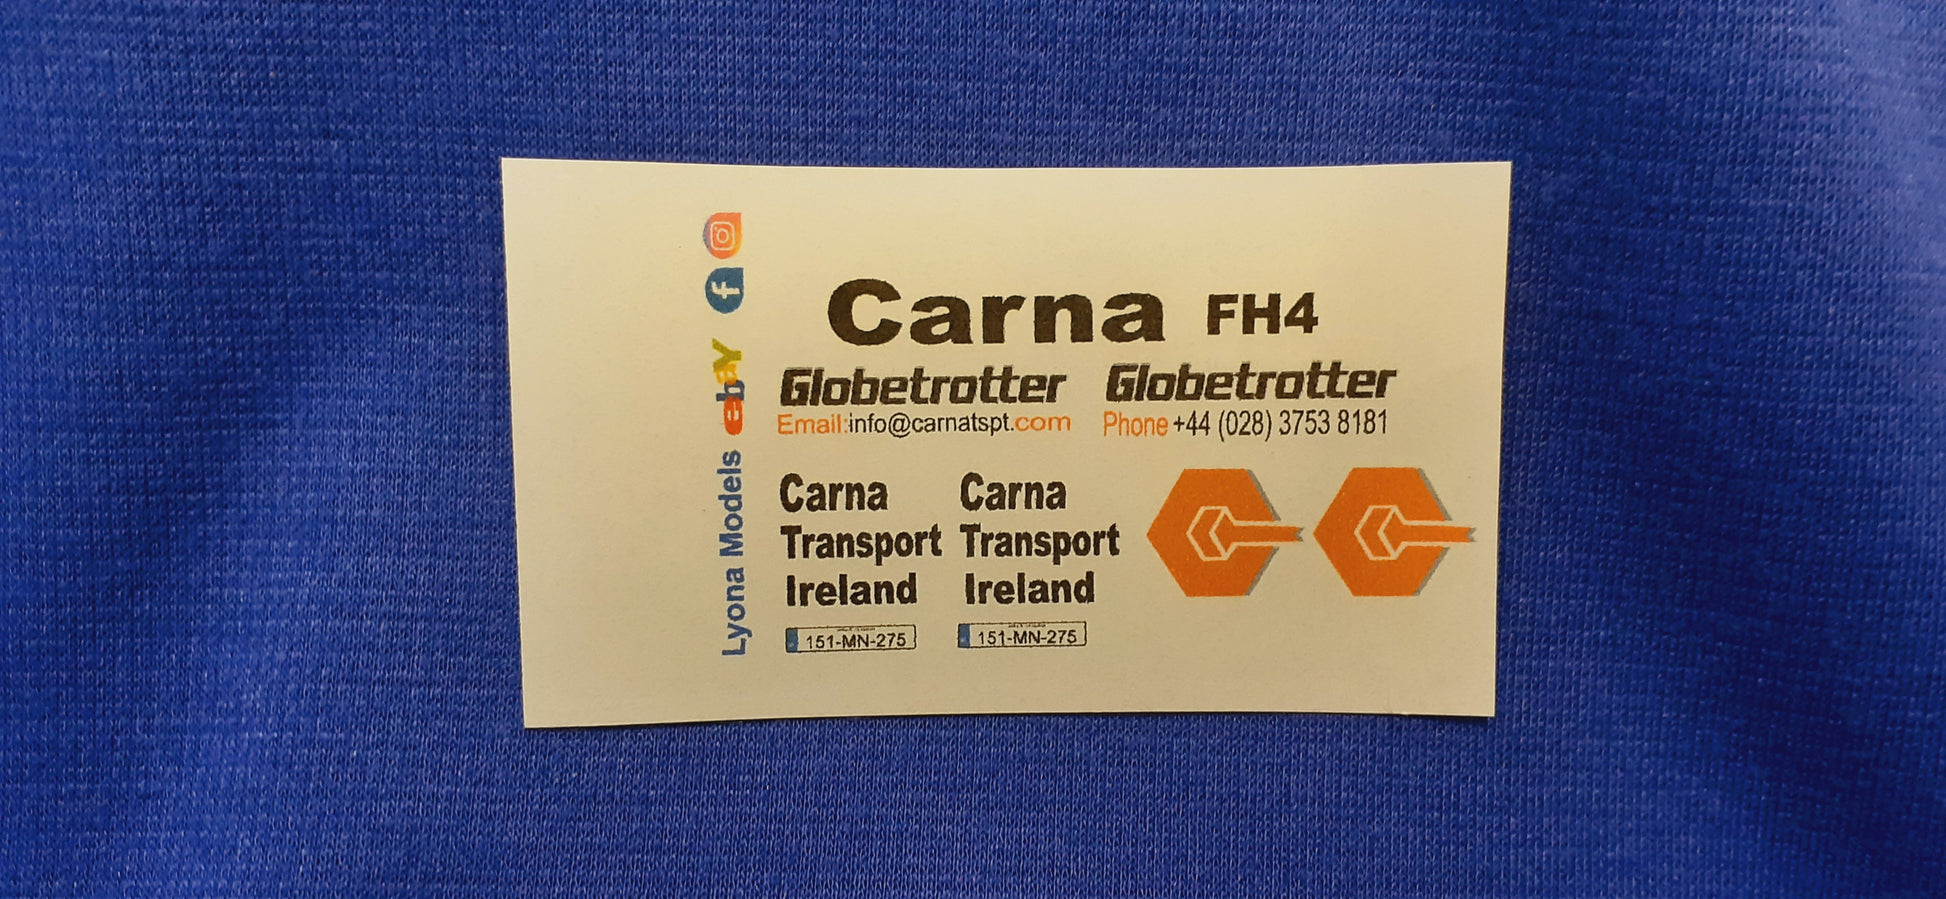 Lyona Models ebay
Carna FH4
Globetrotter Globetrotter
Email:info@carnatspt.com Phone +44 (028) 3753 8181
Carna Carna
Transport Transport
Ireland Ireland
151-MN-275 151-MN-275